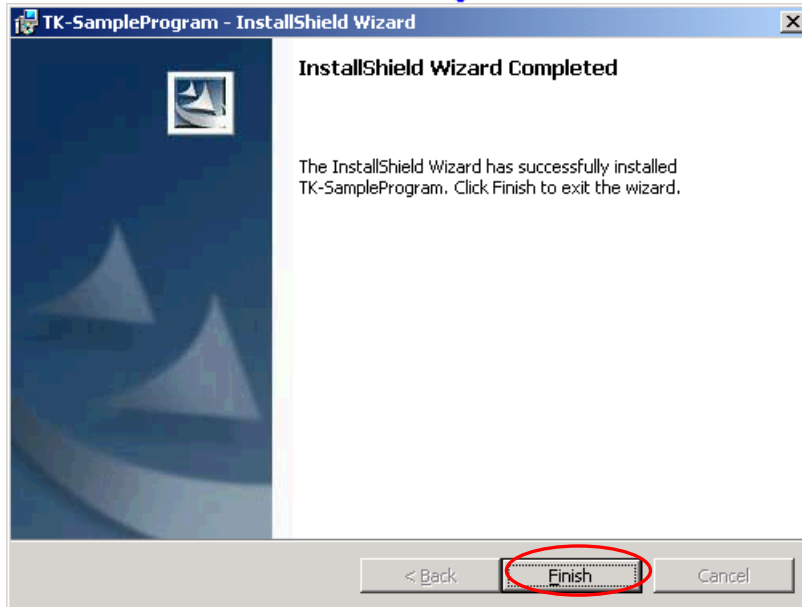 TK-SampleProgram - InstallShield Wizard
InstallShield Wizard Completed
The InstallShield Wizard has successfully installed
TK-SampleProgram. Click Finish to exit the wizard.
< Back Finish Cancel